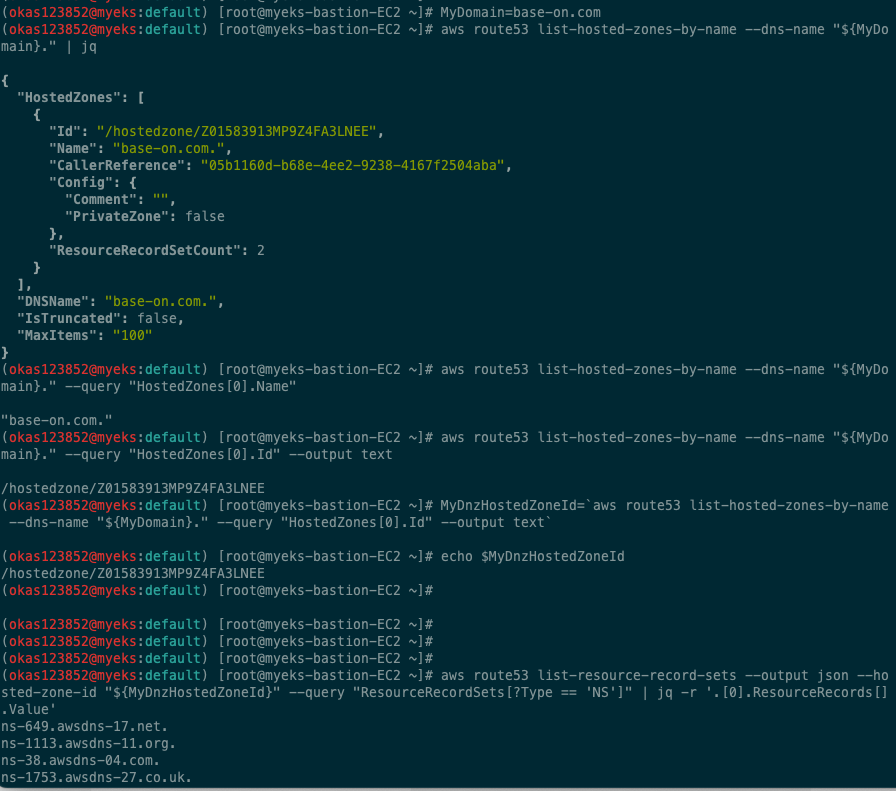 (okas123852@myeks:default) [root@myeks-bastion-EC2 ~]# MyDomain=base-on.com
(okas123852@myeks:default) [root@myeks-bastion-EC2 ~]# aws route53 list-hosted-zones-by-name --dns-name "${MyDo
main}." | jq
{
  "HostedZones": [
    {
      "Id": "/hostedzone/Z01583913MP9Z4FA3LNEE",
      "Name": "base-on.com.",
      "CallerReference": "05b1160d-b68e-4ee2-9238-4167f2504aba",
      "Config": {
        "Comment": "",
        "PrivateZone": false
      },
      "ResourceRecordSetCount": 2
    }
  ],
  "DNSName": "base-on.com.",
  "IsTruncated": false,
  "MaxItems": "100"
}
(okas123852@myeks:default) [root@myeks-bastion-EC2 ~]# aws route53 list-hosted-zones-by-name --dns-name "${MyDo
main}." --query "HostedZones[0].Name"
"base-on.com."
(okas123852@myeks:default) [root@myeks-bastion-EC2 ~]# aws route53 list-hosted-zones-by-name --dns-name "${MyDo
main}." --query "HostedZones[0].Id" --output text
/hostedzone/Z01583913MP9Z4FA3LNEE
(okas123852@myeks:default) [root@myeks-bastion-EC2 ~]# MyDnzHostedZoneId=`aws route53 list-hosted-zones-by-name
 --dns-name "${MyDomain}." --query "HostedZones[0].Id" --output text`
(okas123852@myeks:default) [root@myeks-bastion-EC2 ~]# echo $MyDnzHostedZoneId
/hostedzone/Z01583913MP9Z4FA3LNEE
(okas123852@myeks:default) [root@myeks-bastion-EC2 ~]#
(okas123852@myeks:default) [root@myeks-bastion-EC2 ~]#
(okas123852@myeks:default) [root@myeks-bastion-EC2 ~]#
(okas123852@myeks:default) [root@myeks-bastion-EC2 ~]#
(okas123852@myeks:default) [root@myeks-bastion-EC2 ~]# aws route53 list-resource-record-sets --output json --ho
sted-zone-id "${MyDnzHostedZoneId}" --query "ResourceRecordSets[?Type == 'NS']" | jq -r '.[0].ResourceRecords[]
.Value'
ns-649.awsdns-17.net.
ns-1113.awsdns-11.org.
ns-38.awsdns-04.com.
ns-1753.awsdns-27.co.uk.